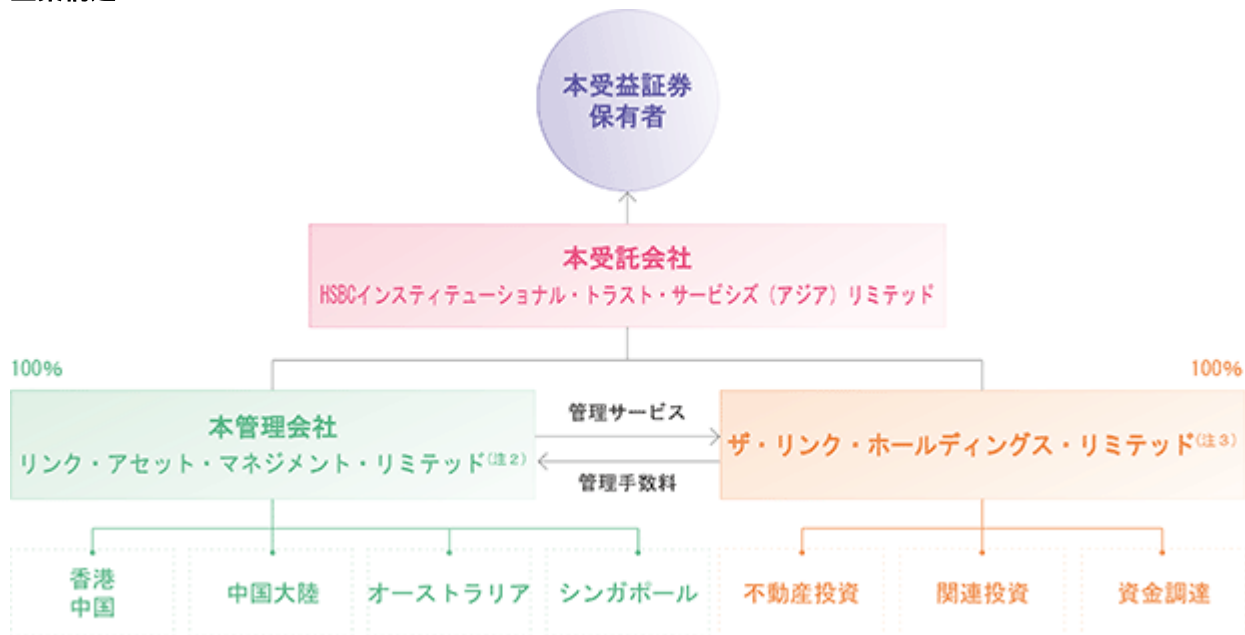 本受益証券
保有者
本受託会社
HSBCインスティテューショナル・トラスト・サービシズ（アジア）リミテッド
100%
100%
本管理会社
リンク・アセット・マネジメント・リミテッド(注2)
管理サービス
管理手数料
ザ・リンク・ホールディングス・リミテッド(注3)
香港
中国
中国大陸
オーストラリア
シンガポール
不動産投資
関連投資
資金調達